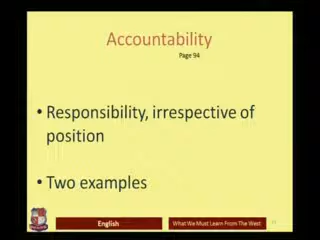 Accountability
Page 94
• Responsibility, irrespective of
position
• Two examples
English
What We Must Learn From The West